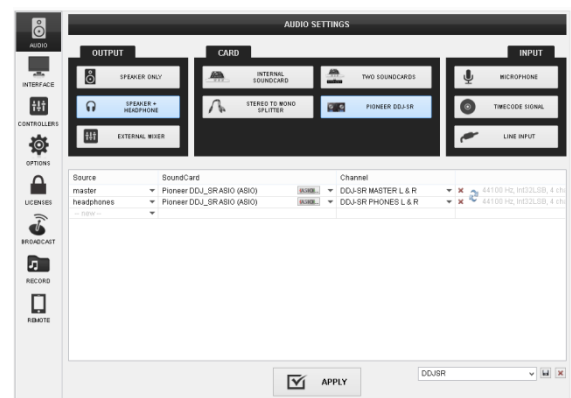 AUDIO SETTINGS
AUDIO
INTERFACE
CONTROLLERS
OPTIONS
LICENSES
BROADCAST
RECORD
REMOTE
OUTPUT
CARD
INPUT
SPEAKER ONLY
INTERNAL SOUNDCARD
TWO SOUNDCARDS
MICROPHONE
SPEAKER + HEADPHONE
STEREO TO MONO SPLITTER
PIONEER DDJ-SR
TIMECODE SIGNAL
EXTERNAL MIXER
LINE INPUT
Source SoundCard Channel
master Pioneer DDJ_SR ASIO (ASIO) DDJ-SR MASTER L & R 44100 Hz, Int32LSB, 4 ch
headphones Pioneer DDJ_SR ASIO (ASIO) DDJ-SR PHONES L & R 44100 Hz, Int32LSB, 4 ch
-- new --
APPLY
DDJSR